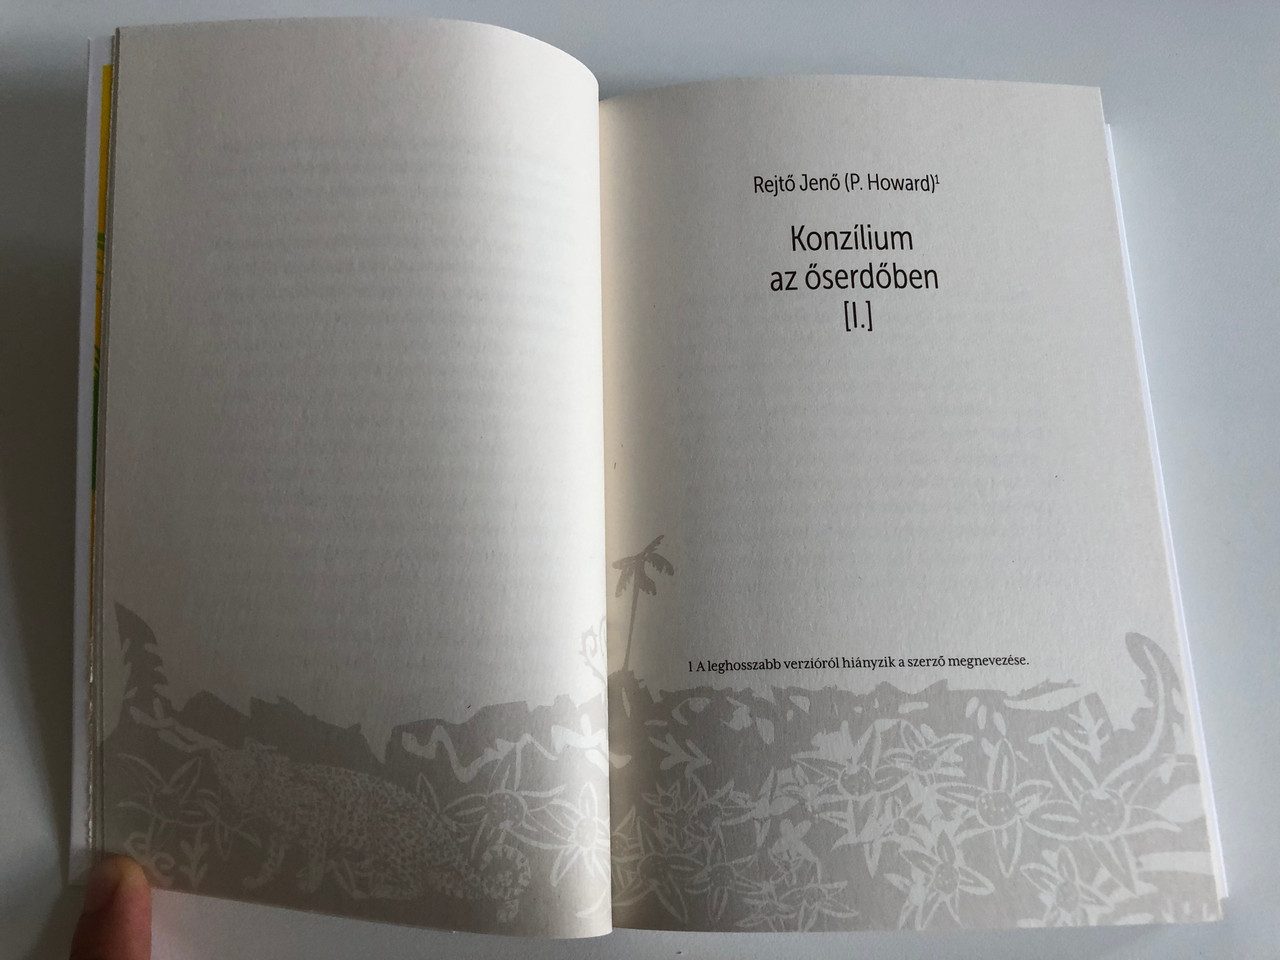 Rejtő Jenő (P. Howard)¹
Konzílium
az őserdőben
[I.]
1 A leghosszabb verzióról hiányzik a szerző megnevezése.